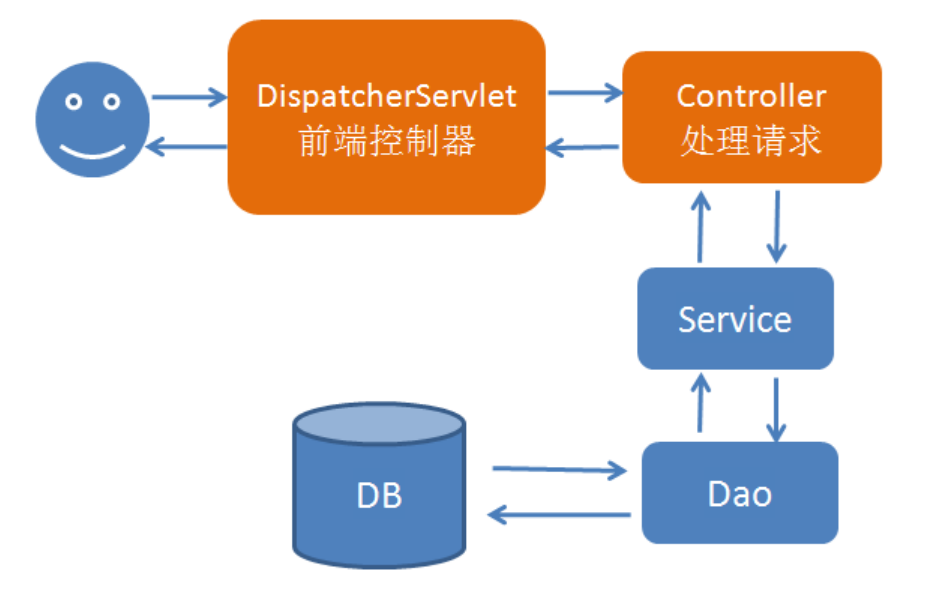 DispatcherServlet
前端控制器
Controller
处理请求
Service
DB
Dao